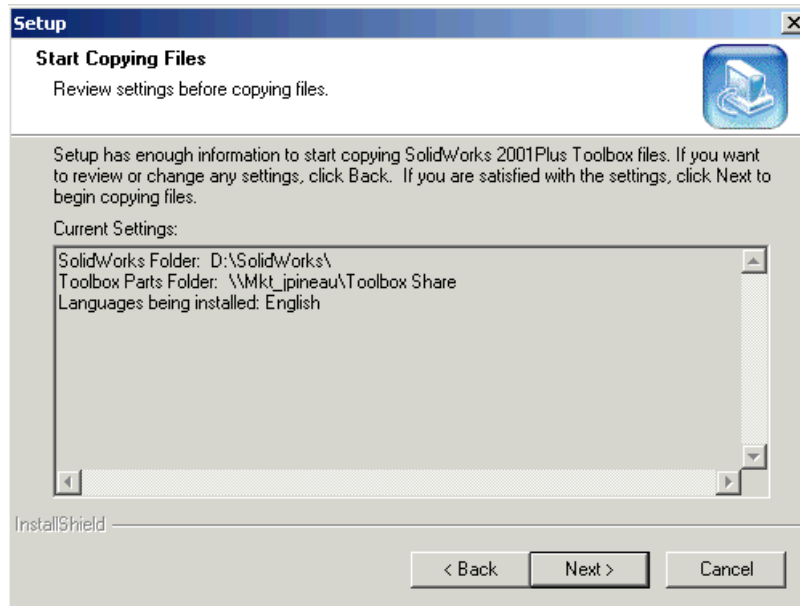 Setup
Start Copying Files
Review settings before copying files.
Setup has enough information to start copying SolidWorks 2001Plus Toolbox files. If you want
to review or change any settings, click Back. If you are satisfied with the settings, click Next to
begin copying files.
Current Settings:
SolidWorks Folder: D:\SolidWorks\
Toolbox Parts Folder: \\Mkt_jpineau\Toolbox Share
Languages being installed: English
InstallShield
< Back
Next >
Cancel